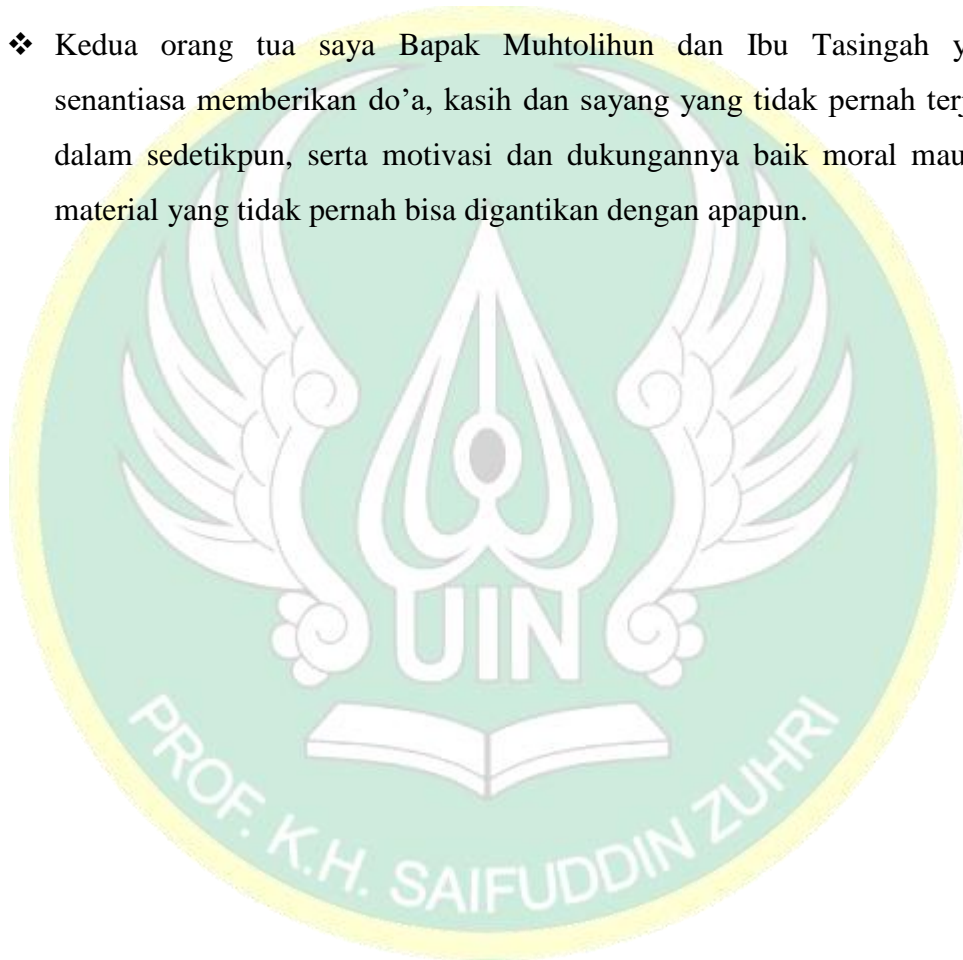 ❖ Kedua orang tua saya Bapak Muhtolihun dan Ibu Tasingah
senantiasa memberikan do’a, kasih dan sayang yang tidak pernah
dalam sedetikpun, serta motivasi dan dukungannya baik moral
material yang tidak pernah bisa digantikan dengan apapun.
UIN
PROF. K.H. SAIFUDDIN ZUHRI